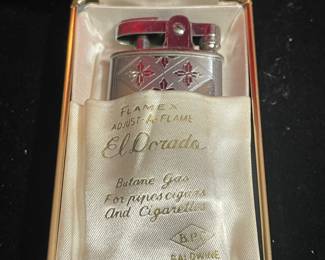 FLAMEX
ADJUST-A-FLAME
El Dorado
Butane Gas
For pipes cigars
And Cigarettes
B.P.
BALDWINE